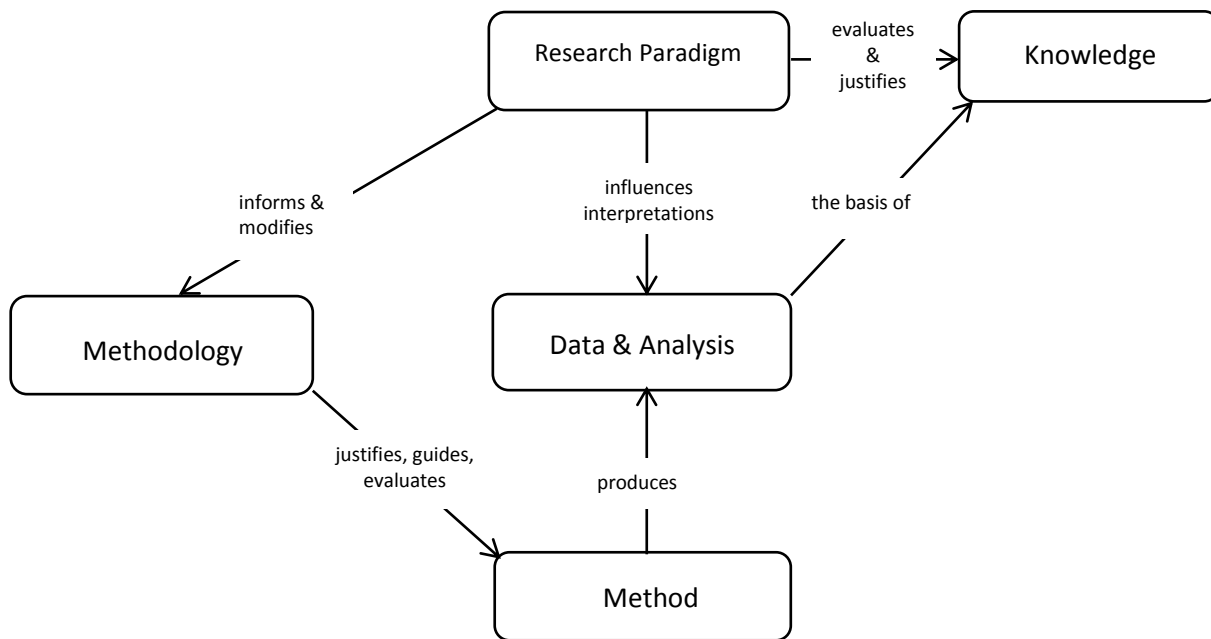 Research Paradigm
evaluates
&
justifies
Knowledge
informs &
modifies
influences
interpretations
the basis of
Methodology
Data & Analysis
justifies, guides,
evaluates
produces
Method